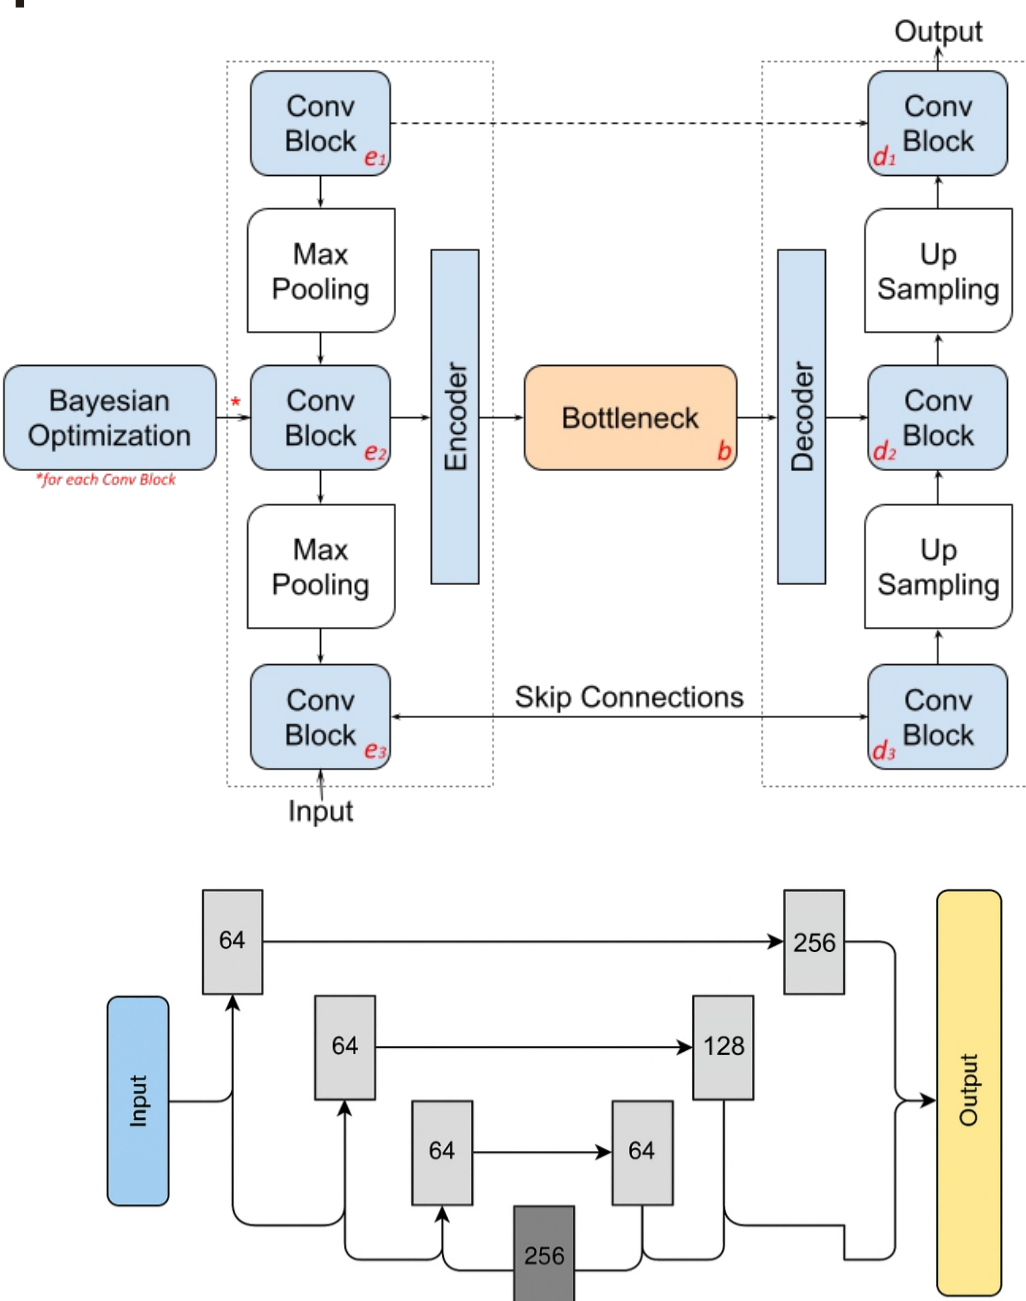 Output
Conv
Block
e1
Conv
Block
d1
Max
Pooling
Up
Sampling
Bayesian
Optimization
*
*for each Conv Block
Conv
Block
e2
Encoder
Bottleneck
b
Decoder
Conv
Block
d2
Max
Pooling
Up
Sampling
Conv
Block
e3
Skip Connections
Conv
Block
d3
Input
64
256
64
128
Input
Output
64
64
256